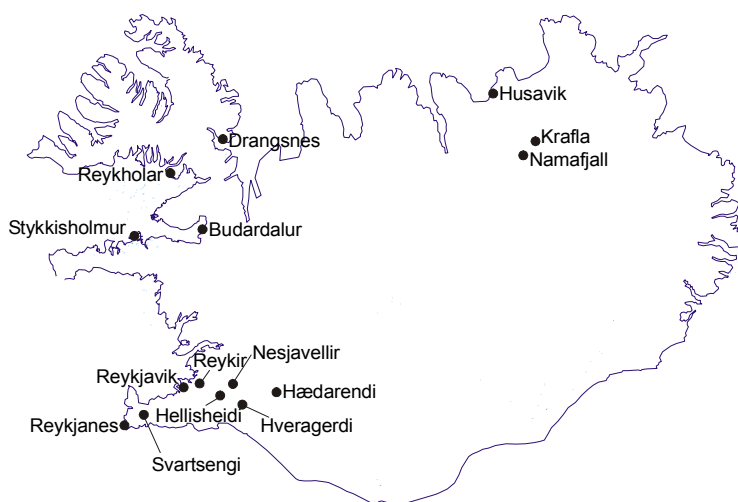 Husavik
Krafla
Drangsnes
Namafjall
Reykholar
Stykkisholmur
Budardalur
Nesjavellir
Reykir
Reykjavik
Hædarendi
Hellisheidi
Hveragerdi
Reykjanes
Svartsengi